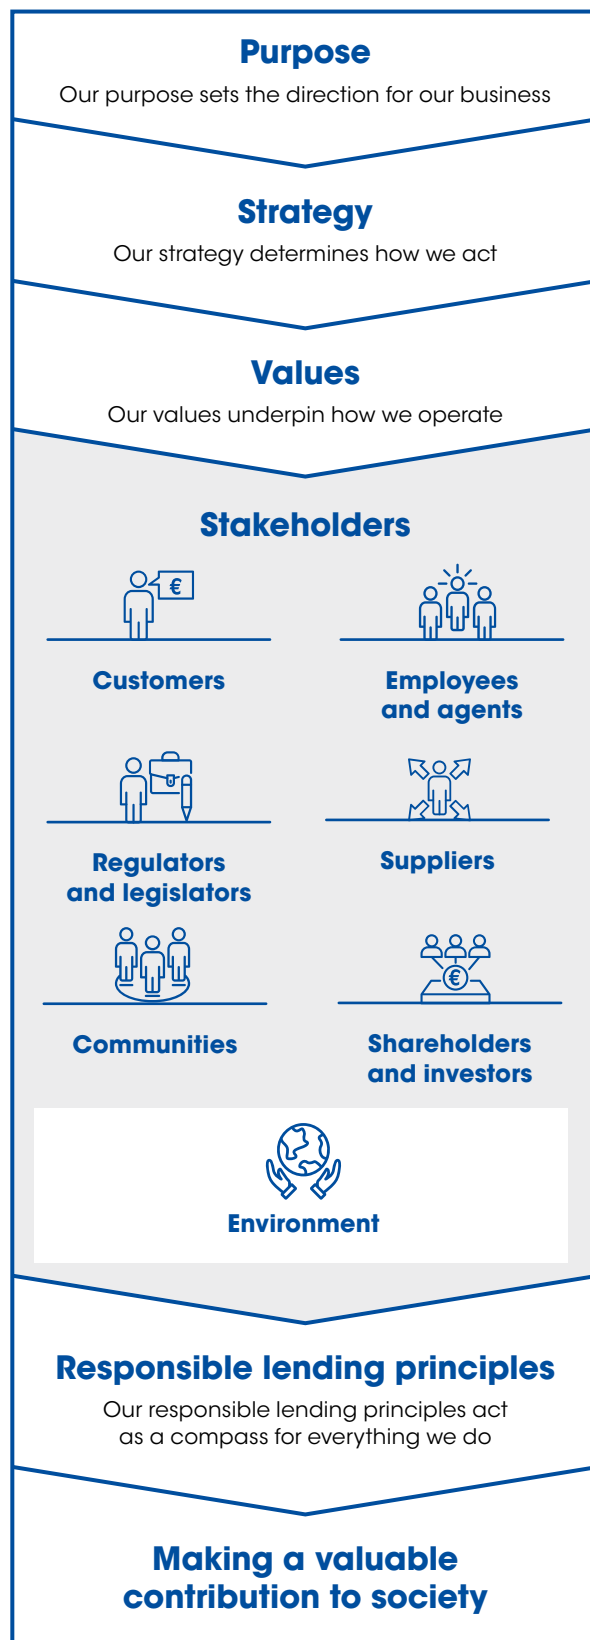 Purpose
Our purpose sets the direction for our business
Strategy
Our strategy determines how we act
Values
Our values underpin how we operate
Stakeholders
€
Customers
Employees
and agents
Regulators
and legislators
Suppliers
Communities
€
Shareholders
and investors
Environment
Responsible lending principles
Our responsible lending principles act
as a compass for everything we do
Making a valuable
contribution to society